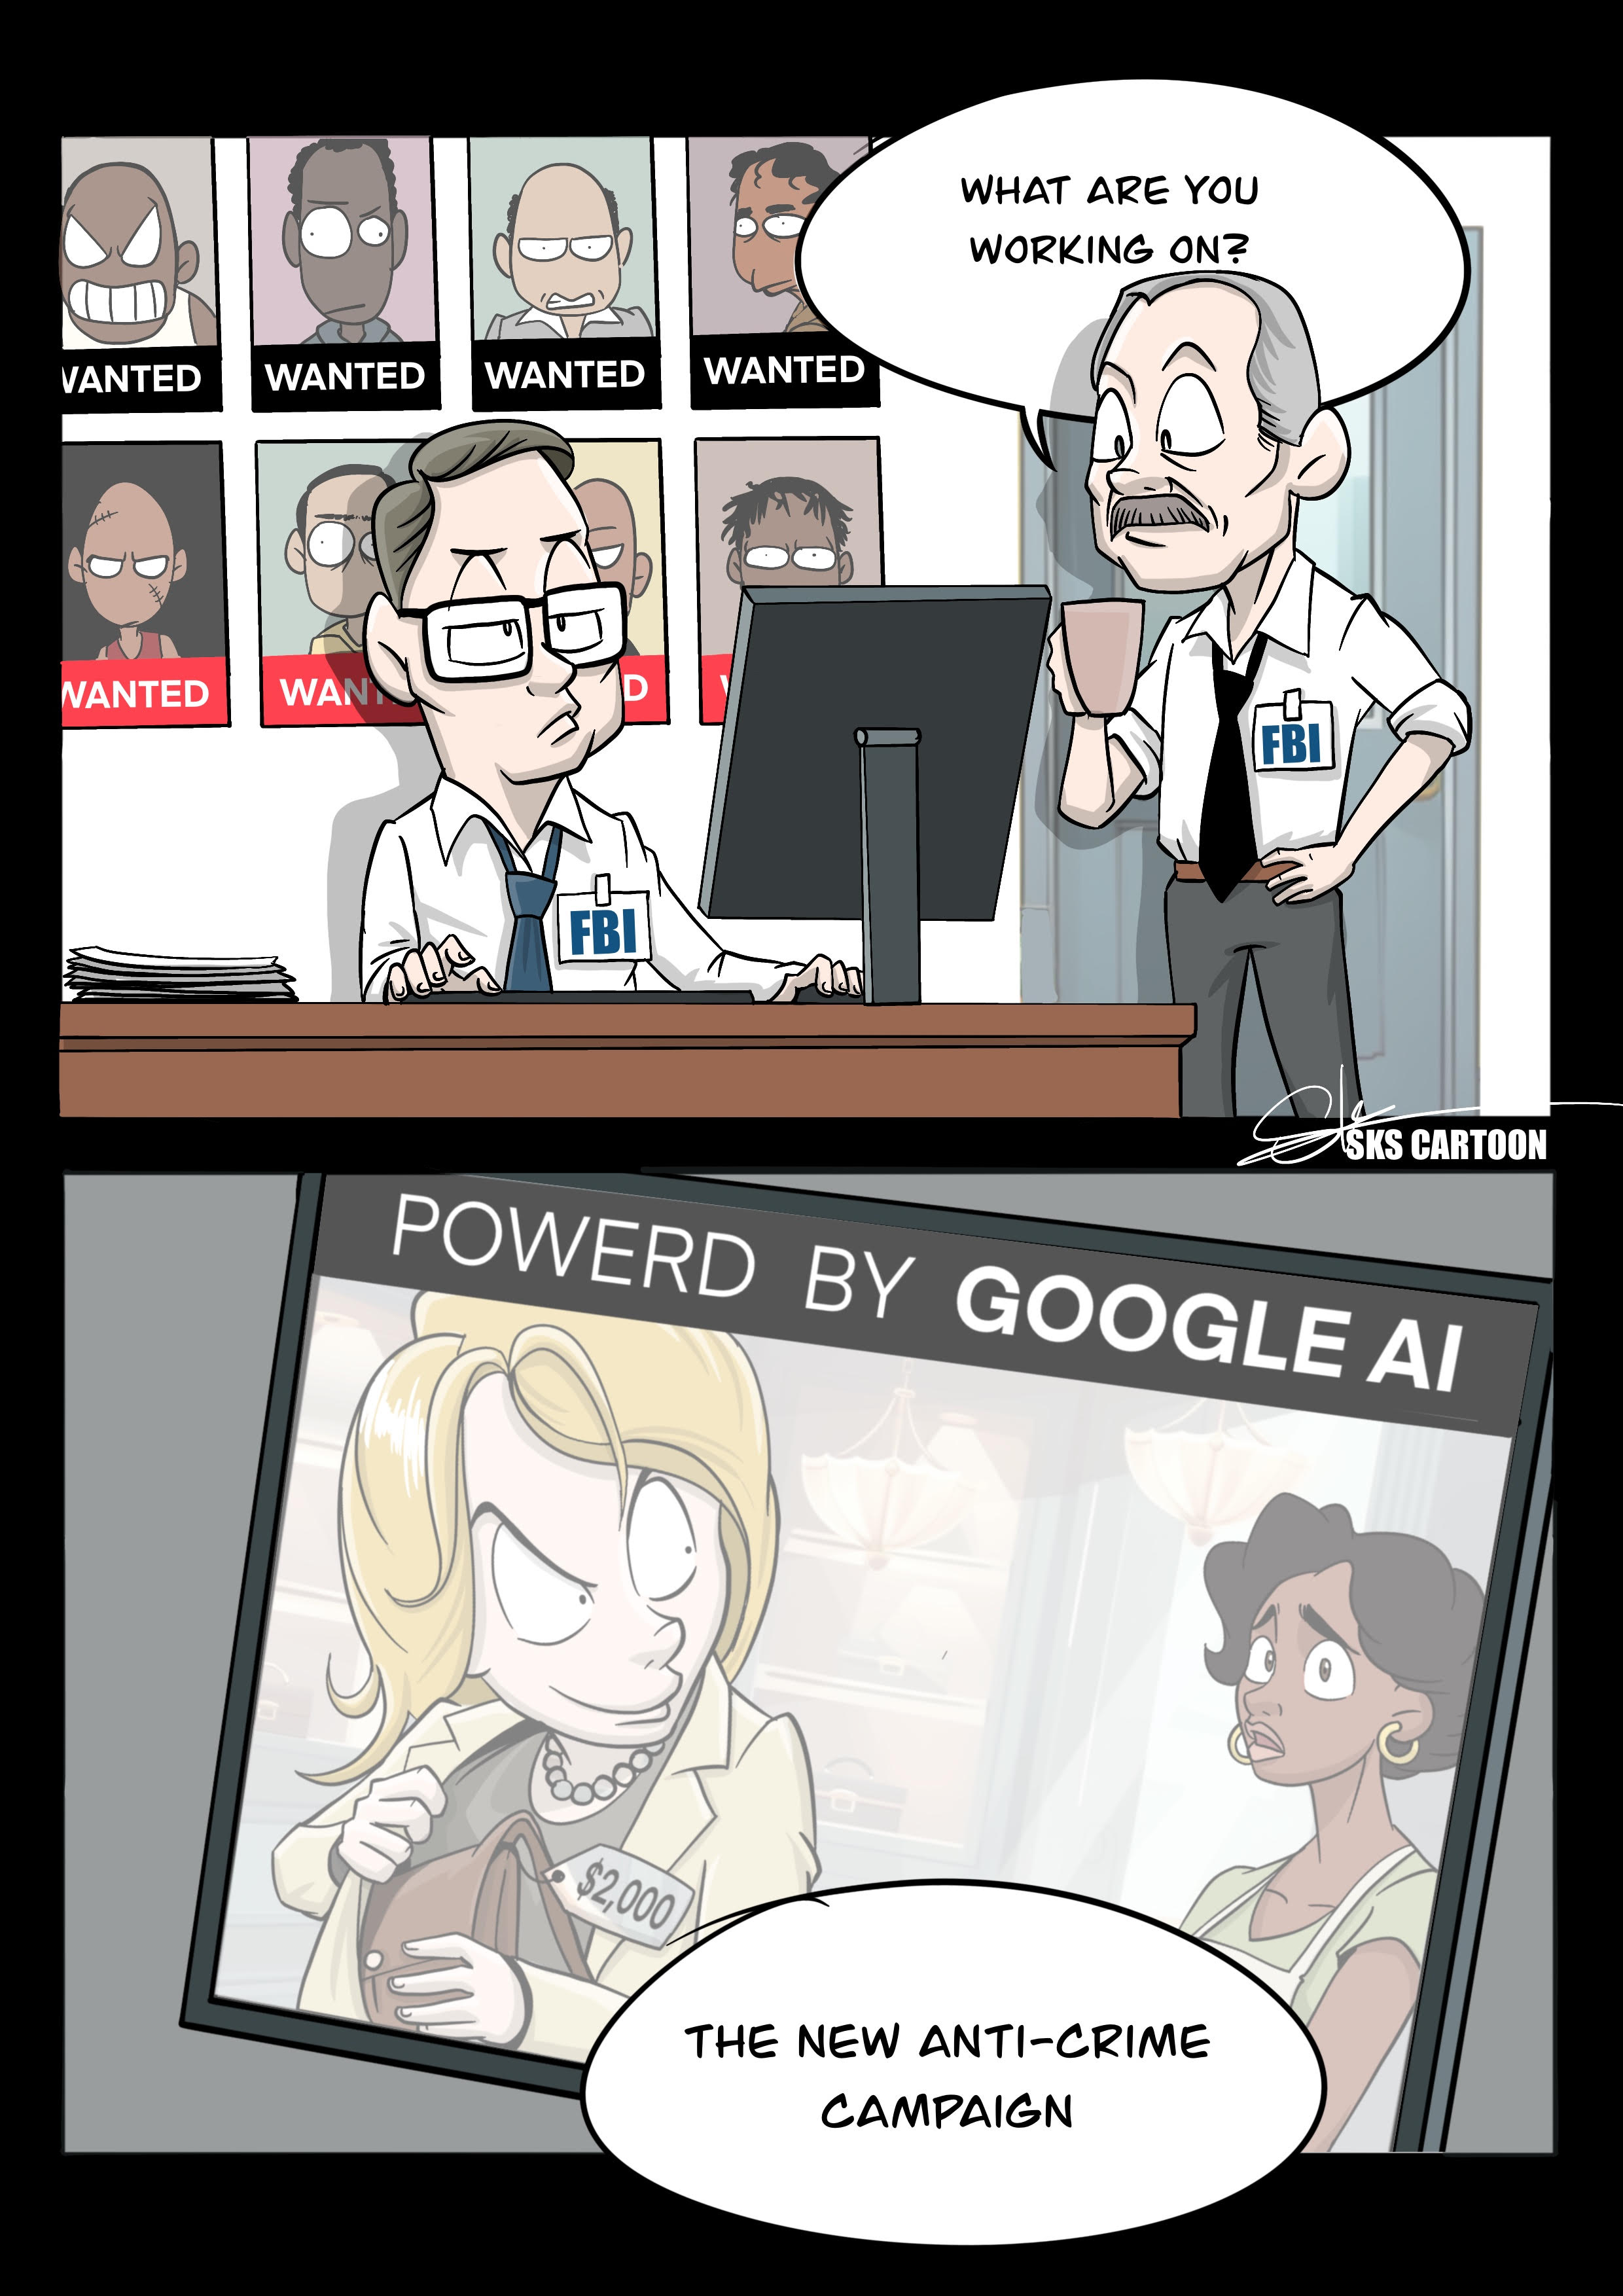 WHAT ARE YOU
WORKING ON?
WANTED
WANTED
WANTED
WANTED
WANTED
FBI
FBI
SKS CARTOON
POWERD BY GOOGLE AI
$2,000
THE NEW ANTI-CRIME
CAMPAIGN